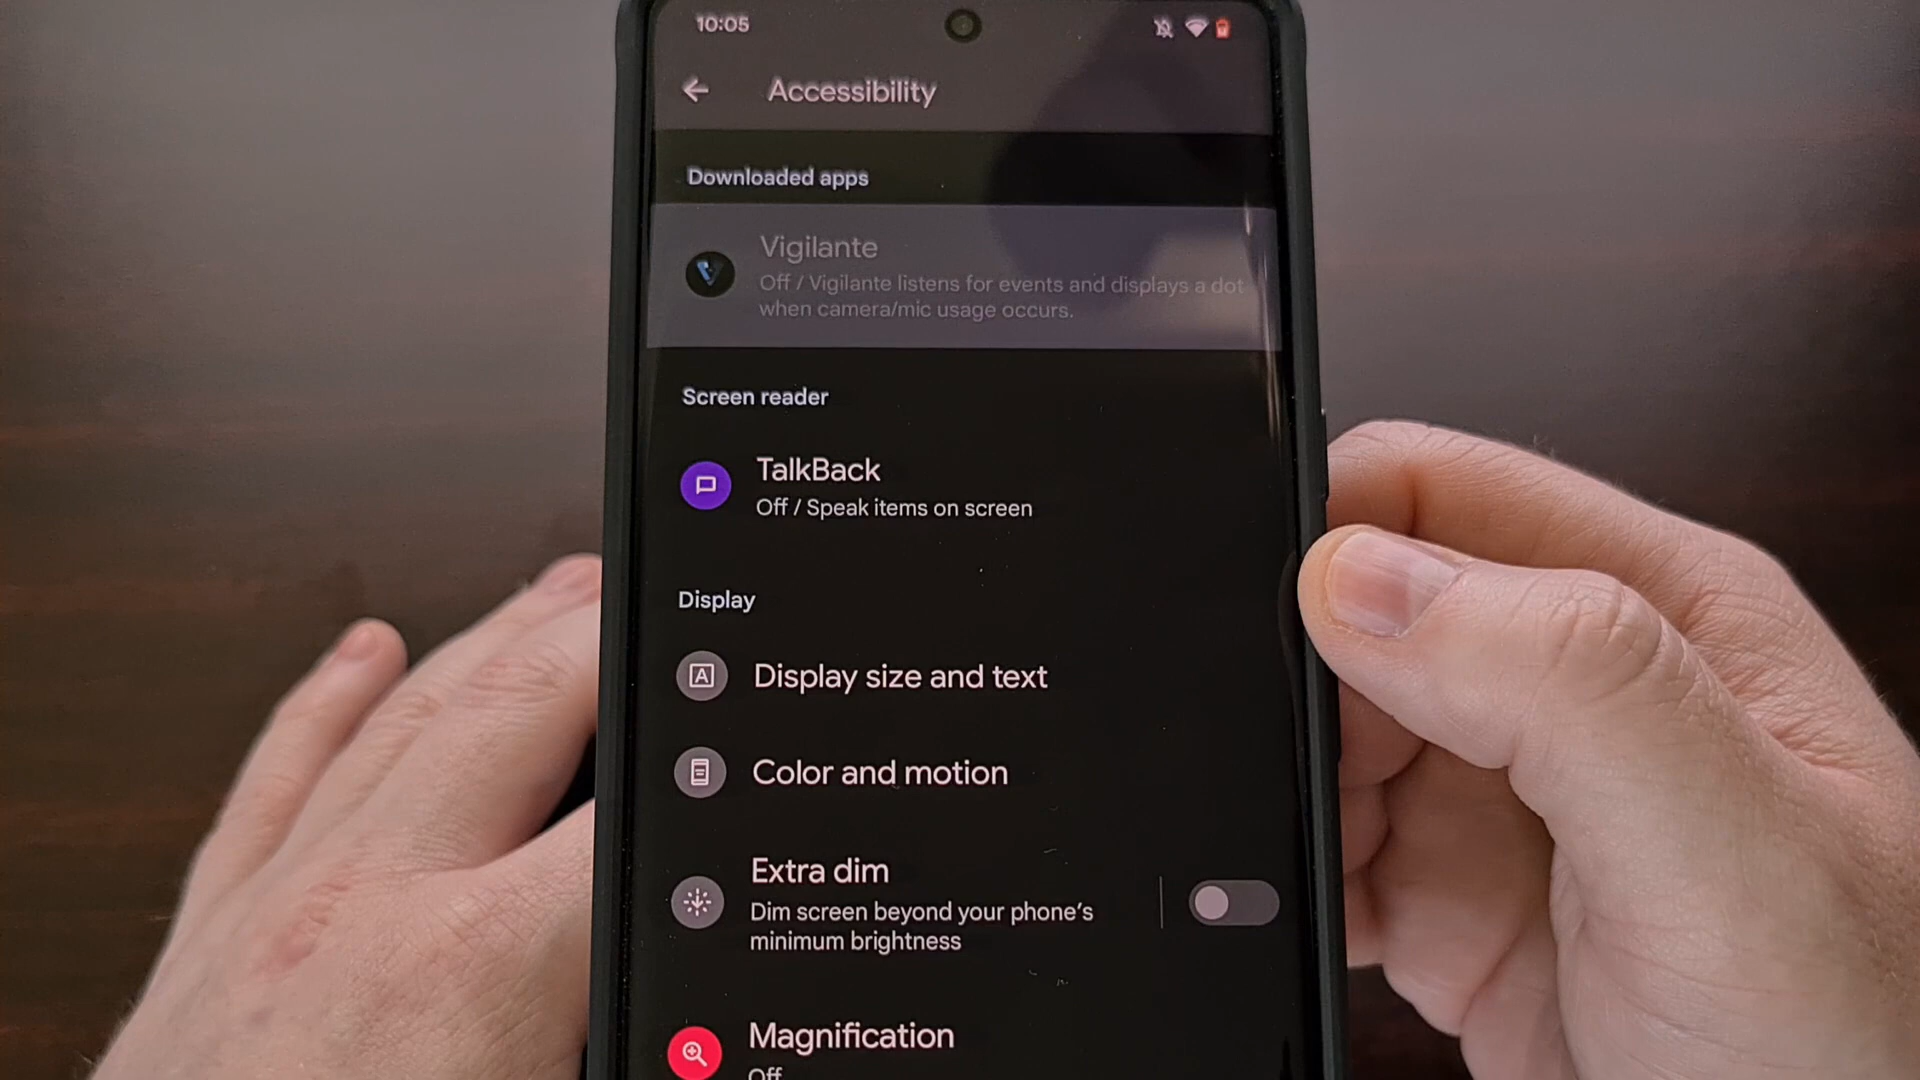 10:05
Accessibility
Downloaded apps
Vigilante
Off / Vigilante listens for events and displays a dot
when camera/mic usage occurs.
Screen reader
TalkBack
Off / Speak items on screen
Display
Display size and text
Color and motion
Extra dim
Dim screen beyond your phone's
minimum brightness
Magnification
Off